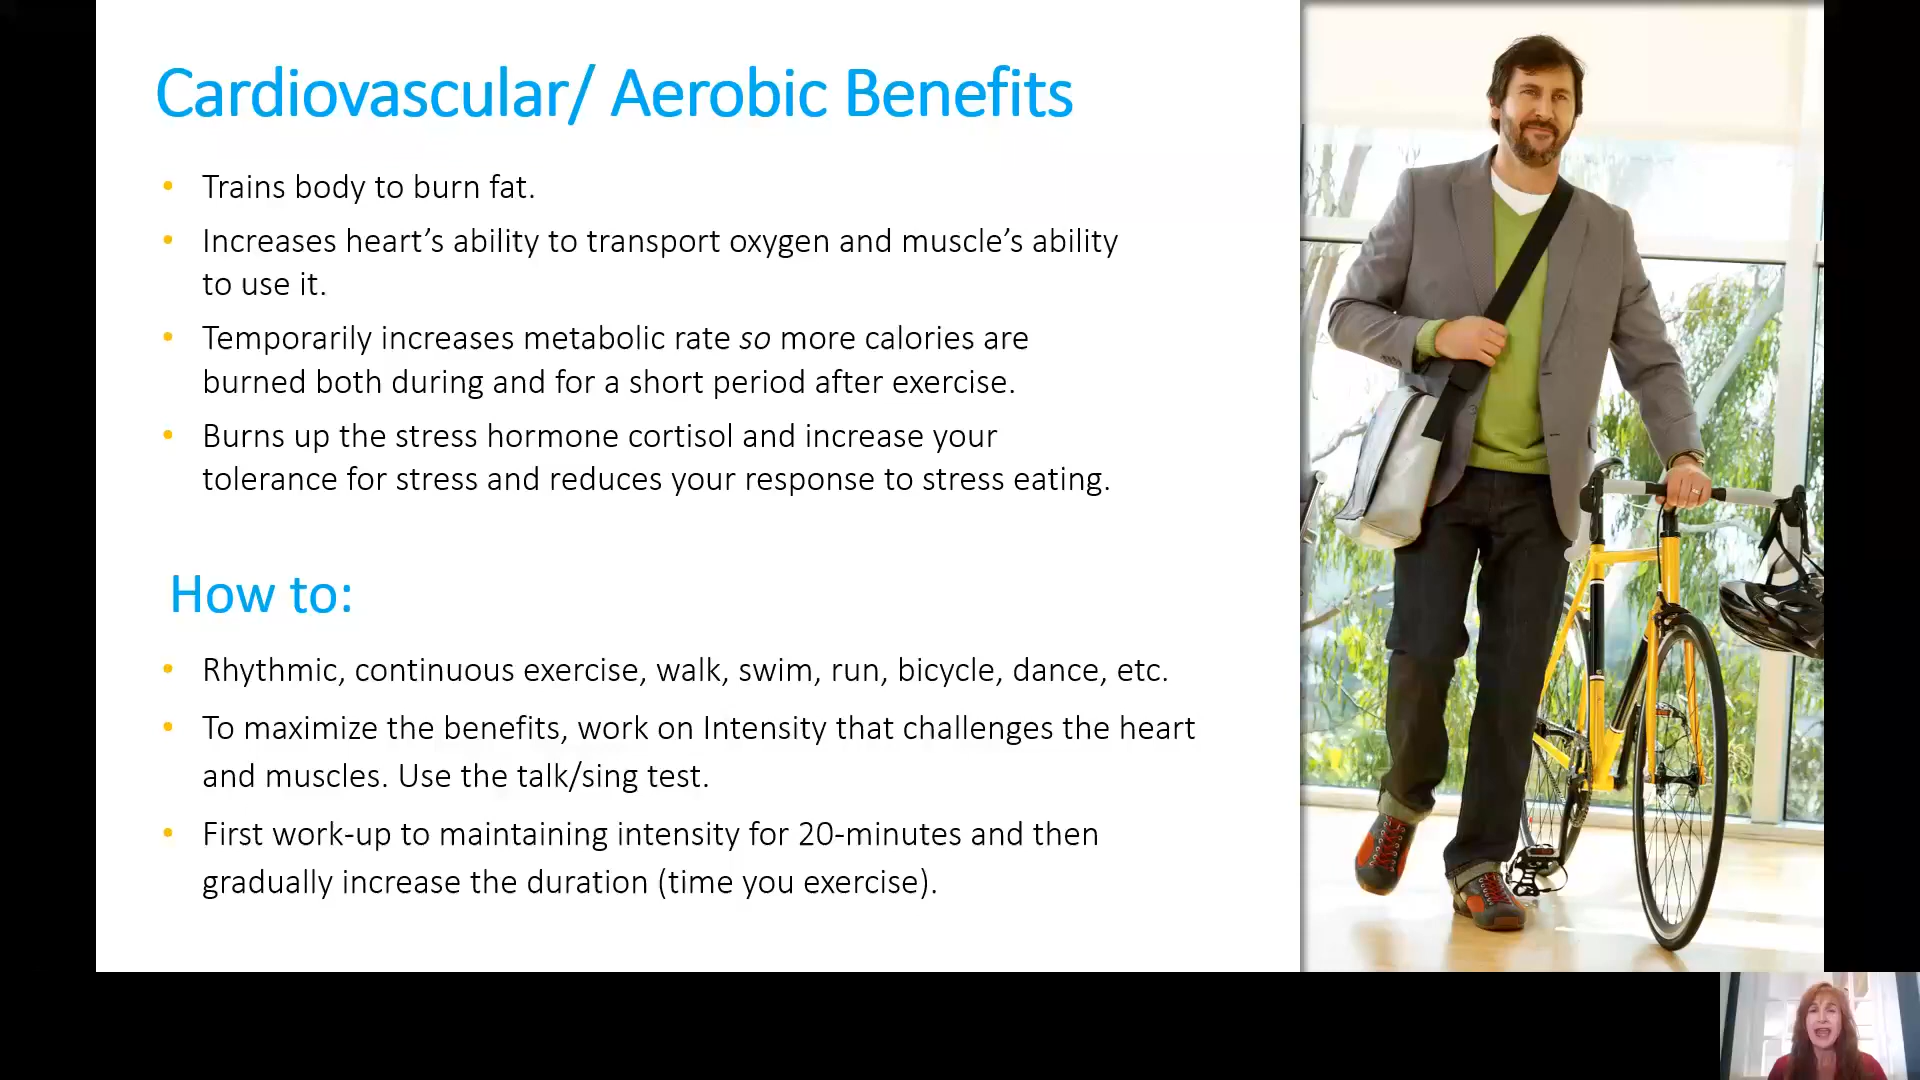 Cardiovascular/ Aerobic Benefits
• Trains body to burn fat.
• Increases heart’s ability to transport oxygen and muscle’s ability
to use it.
• Temporarily increases metabolic rate so more calories are
burned both during and for a short period after exercise.
• Burns up the stress hormone cortisol and increase your
tolerance for stress and reduces your response to stress eating.
How to:
• Rhythmic, continuous exercise, walk, swim, run, bicycle, dance, etc.
• To maximize the benefits, work on Intensity that challenges the heart
and muscles. Use the talk/sing test.
• First work-up to maintaining intensity for 20-minutes and then
gradually increase the duration (time you exercise).